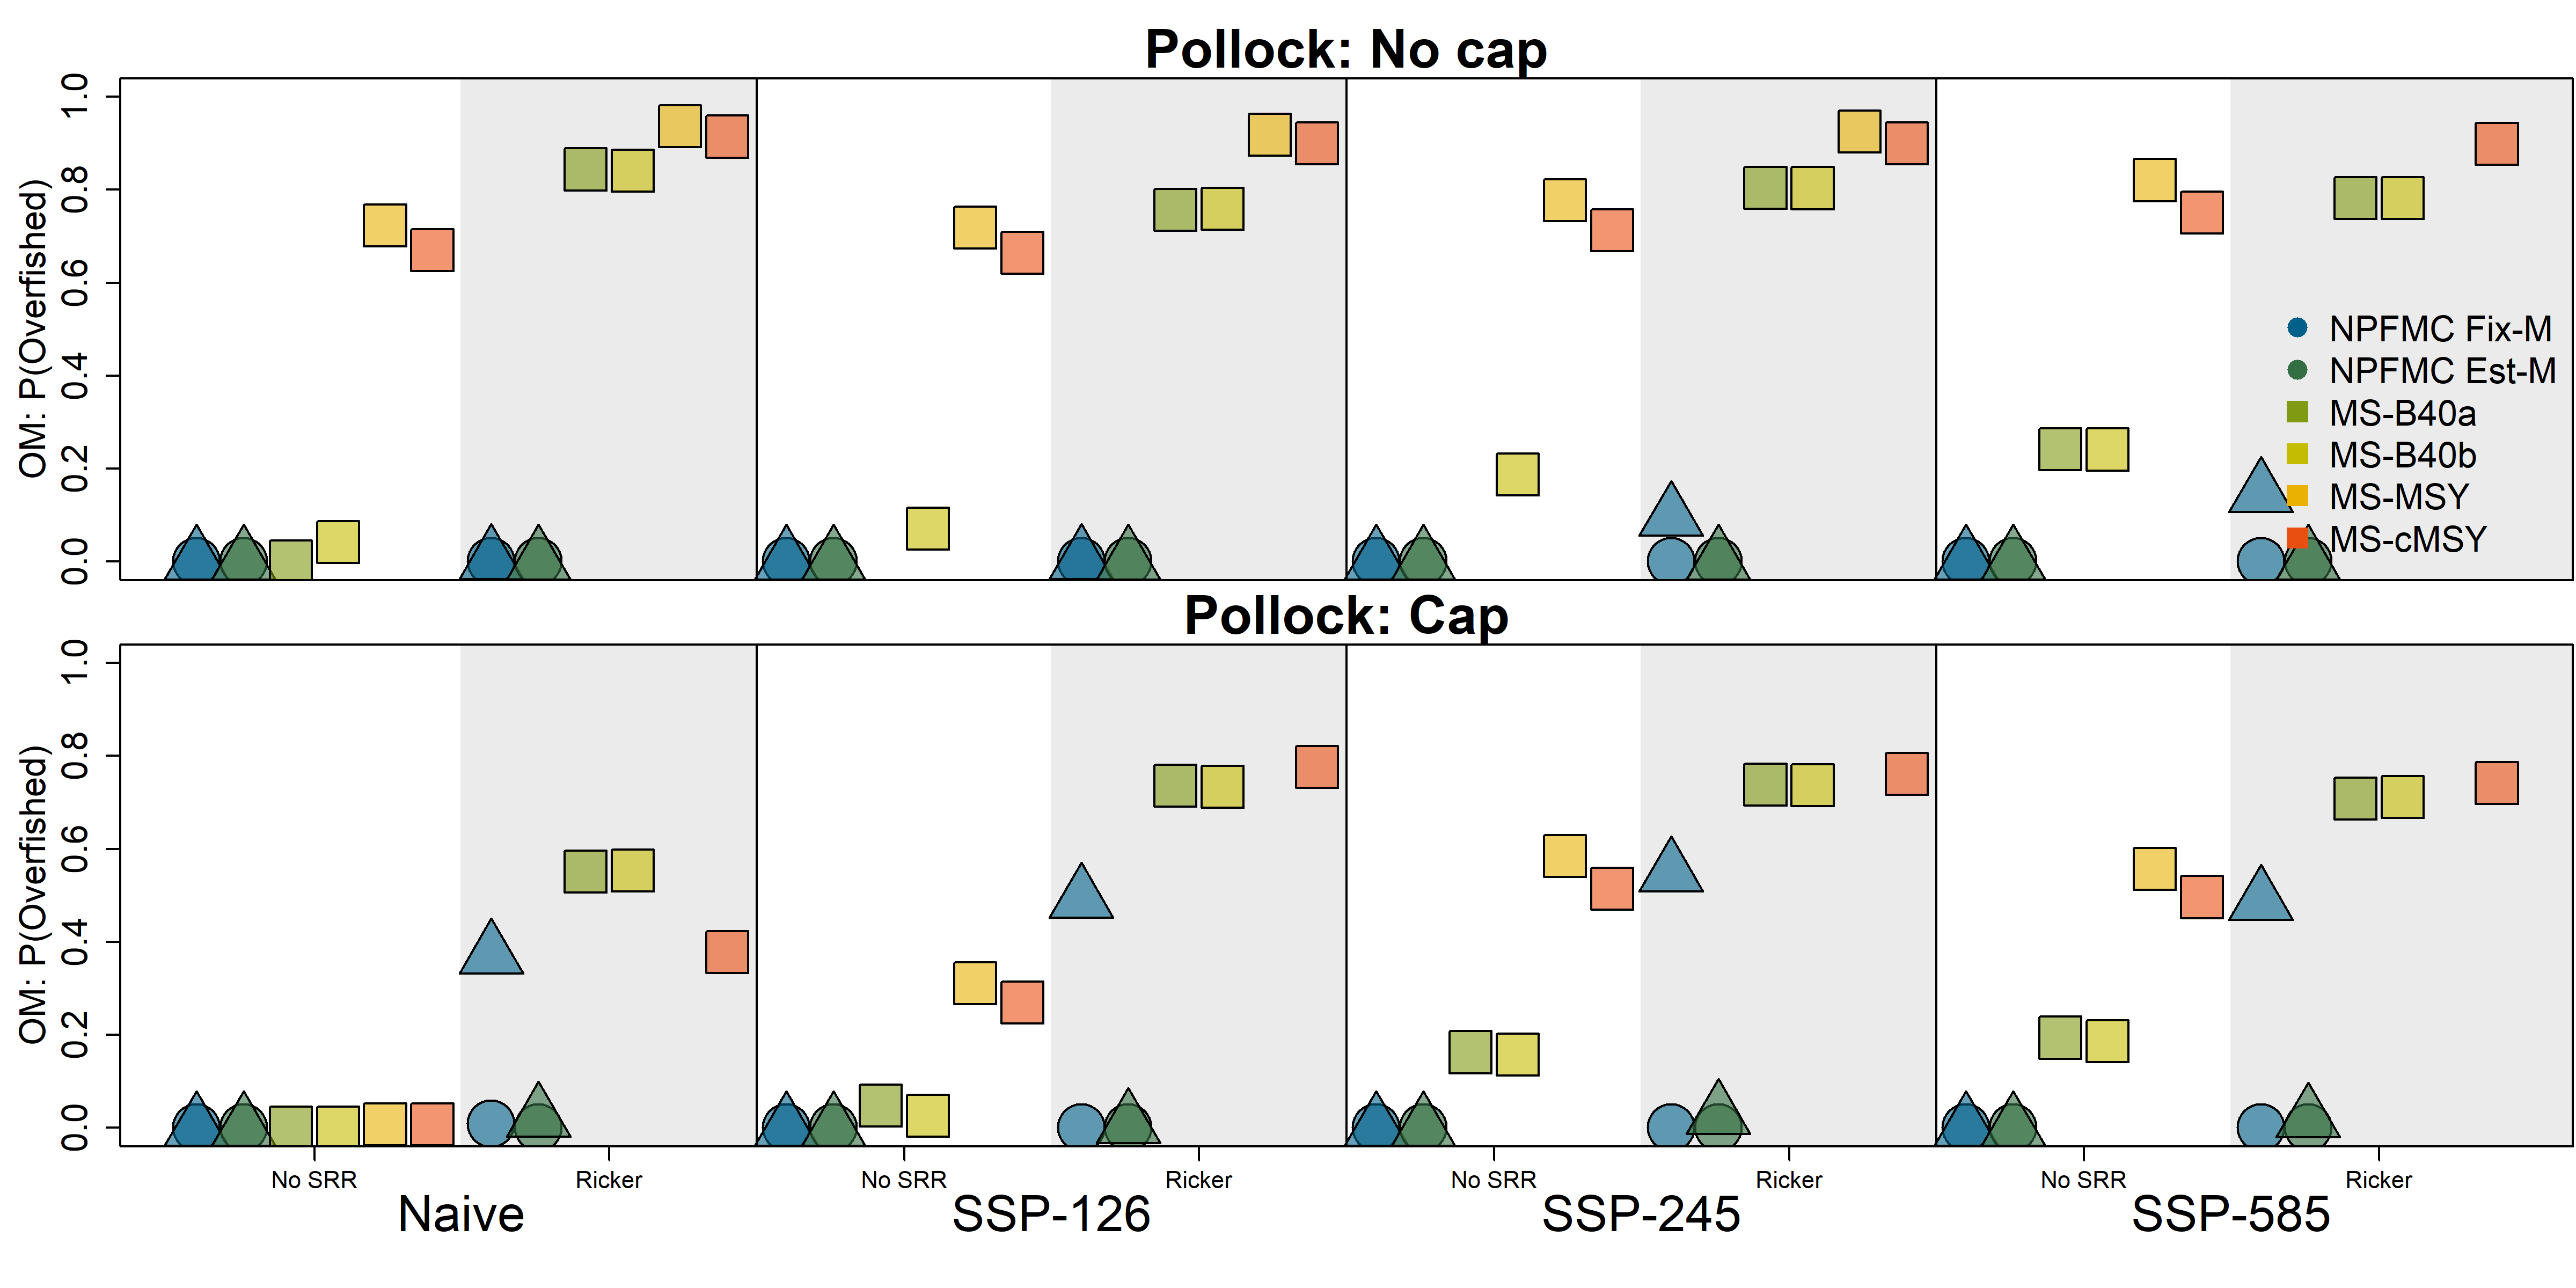 Pollock: No cap
OM: P(Overfished)
0.0 0.2 0.4 0.6 0.8 1.0
NPFMC Fix-M
NPFMC Est-M
MS-B40a
MS-B40b
MS-MSY
MS-cMSY
Pollock: Cap
OM: P(Overfished)
0.0 0.2 0.4 0.6 0.8 1.0
No SRR Ricker No SRR Ricker No SRR Ricker No SRR Ricker
Naive SSP-126 SSP-245 SSP-585